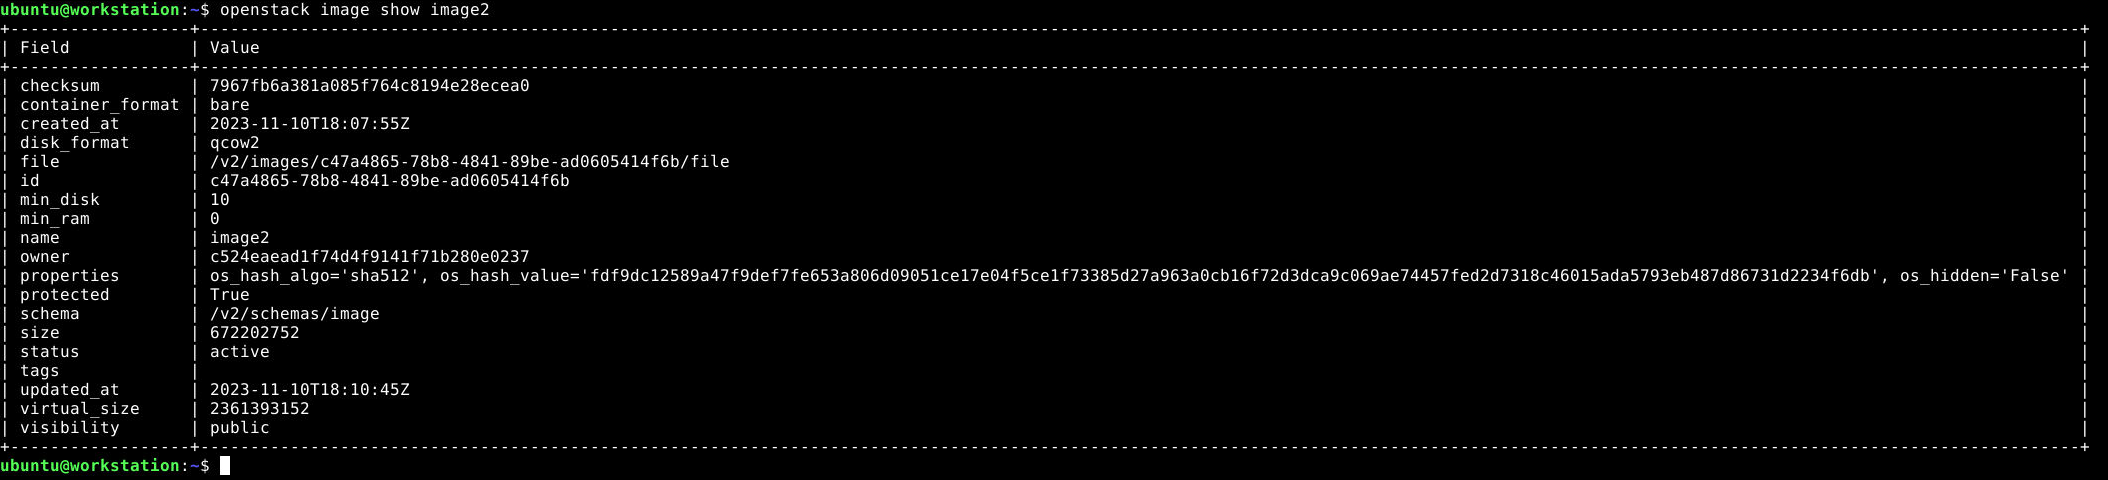 ubuntu@workstation:~$ openstack image show image2
+------------------+--------------------------------------------------------------------------------------------------------------------------------------------------------------------------------------------+
| Field            | Value                                                                                                                                                                                      |
+------------------+--------------------------------------------------------------------------------------------------------------------------------------------------------------------------------------------+
| checksum         | 7967fb6a381a085f764c8194e28ecea0                                                                                                                                                           |
| container_format | bare                                                                                                                                                                                       |
| created_at       | 2023-11-10T18:07:55Z                                                                                                                                                                       |
| disk_format      | qcow2                                                                                                                                                                                      |
| file             | /v2/images/c47a4865-78b8-4841-89be-ad0605414f6b/file                                                                                                                                       |
| id               | c47a4865-78b8-4841-89be-ad0605414f6b                                                                                                                                                       |
| min_disk         | 10                                                                                                                                                                                         |
| min_ram          | 0                                                                                                                                                                                          |
| name             | image2                                                                                                                                                                                     |
| owner            | c524eaead1f74d4f9141f71b280e0237                                                                                                                                                           |
| properties       | os_hash_algo='sha512', os_hash_value='fdf9dc12589a47f9def7fe653a806d09051ce17e04f5ce1f73385d27a963a0cb16f72d3dca9c069ae74457fed2d7318c46015ada5793eb487d86731d2234f6db', os_hidden='False' |
| protected        | True                                                                                                                                                                                       |
| schema           | /v2/schemas/image                                                                                                                                                                          |
| size             | 672202752                                                                                                                                                                                  |
| status           | active                                                                                                                                                                                     |
| tags             |                                                                                                                                                                                            |
| updated_at       | 2023-11-10T18:10:45Z                                                                                                                                                                       |
| virtual_size     | 2361393152                                                                                                                                                                                 |
| visibility       | public                                                                                                                                                                                     |
+------------------+--------------------------------------------------------------------------------------------------------------------------------------------------------------------------------------------+
ubuntu@workstation:~$